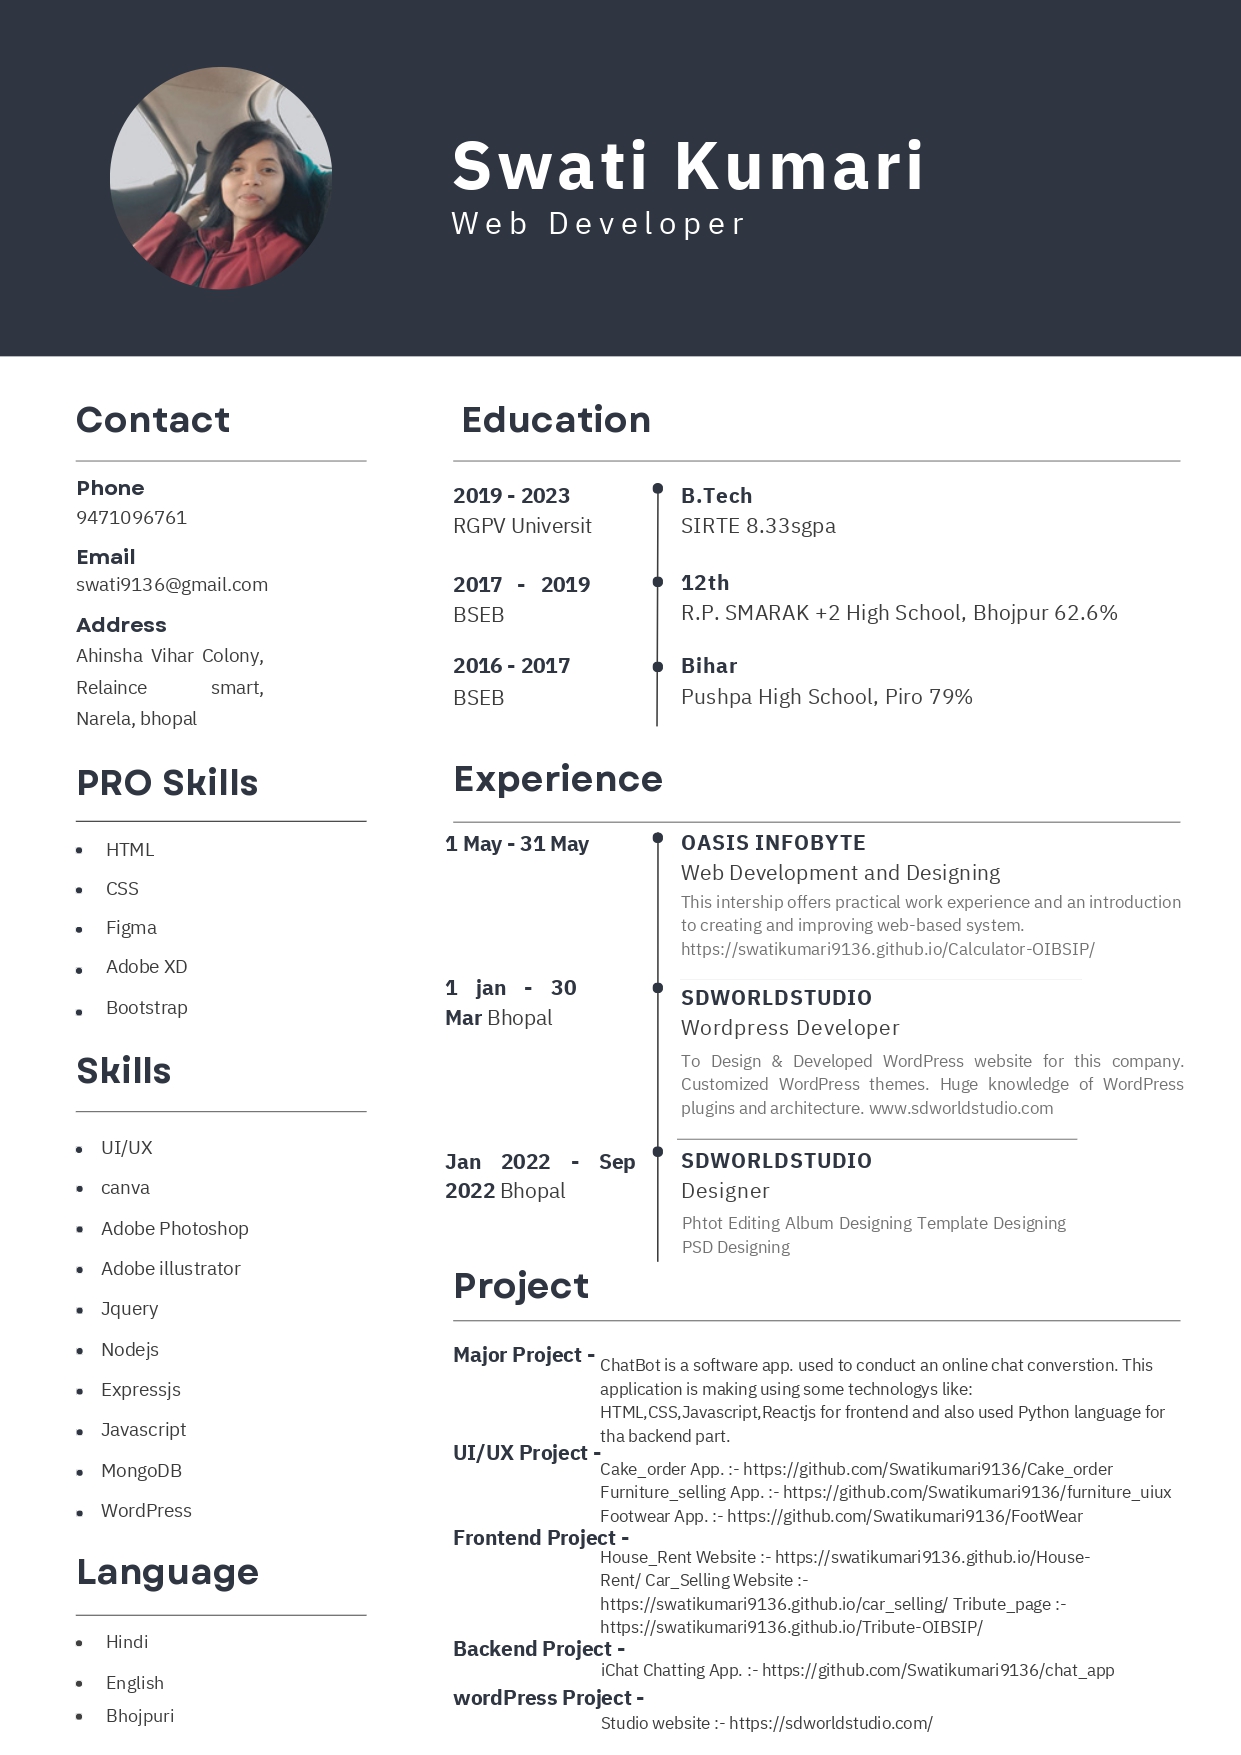 Swati Kumari
Web Developer
Contact
Phone
9471096761
Email
swati9136@gmail.com
Address
Ahinsha Vihar Colony,
Relaince smart,
Narela, bhopal
PRO Skills
HTML
CSS
Figma
Adobe XD
Bootstrap
Skills
UI/UX
canva
Adobe Photoshop
Adobe illustrator
Jquery
Nodejs
Expressjs
Javascript
MongoDB
WordPress
Language
Hindi
English
Bhojpuri
Education
2019 - 2023
RGPV Universit
B.Tech
SIRTE 8.33sgpa
2017 - 2019
BSEB
12th
R.P. SMARAK +2 High School, Bhojpur 62.6%
2016 - 2017
BSEB
Bihar
Pushpa High School, Piro 79%
Experience
1 May - 31 May
OASIS INFOBYTE
Web Development and Designing
This intership offers practical work experience and an introduction
to creating and improving web-based system.
https://swatikumari9136.github.io/Calculator-OIBSIP/
1 jan - 30
Mar Bhopal
SDWORLDSTUDIO
Wordpress Developer
To Design & Developed WordPress website for this company.
Customized WordPress themes. Huge knowledge of WordPress
plugins and architecture. www.sdworldstudio.com
Jan 2022 - Sep
2022 Bhopal
SDWORLDSTUDIO
Designer
Phtot Editing Album Designing Template Designing
PSD Designing
Project
Major Project -
ChatBot is a software app. used to conduct an online chat converstion. This
application is making using some technologys like:
HTML,CSS,Javascript,Reactjs for frontend and also used Python language for
tha backend part.
UI/UX Project -
Cake_order App. :- https://github.com/Swatikumari9136/Cake_order
Furniture_selling App. :- https://github.com/Swatikumari9136/furniture_uiux
Footwear App. :- https://github.com/Swatikumari9136/FootWear
Frontend Project -
House_Rent Website :- https://swatikumari9136.github.io/House-
Rent/ Car_Selling Website :-
https://swatikumari9136.github.io/car_selling/ Tribute_page :-
https://swatikumari9136.github.io/Tribute-OIBSIP/
Backend Project -
iChat Chatting App. :- https://github.com/Swatikumari9136/chat_app
wordPress Project -
Studio website :- https://sdworldstudio.com/